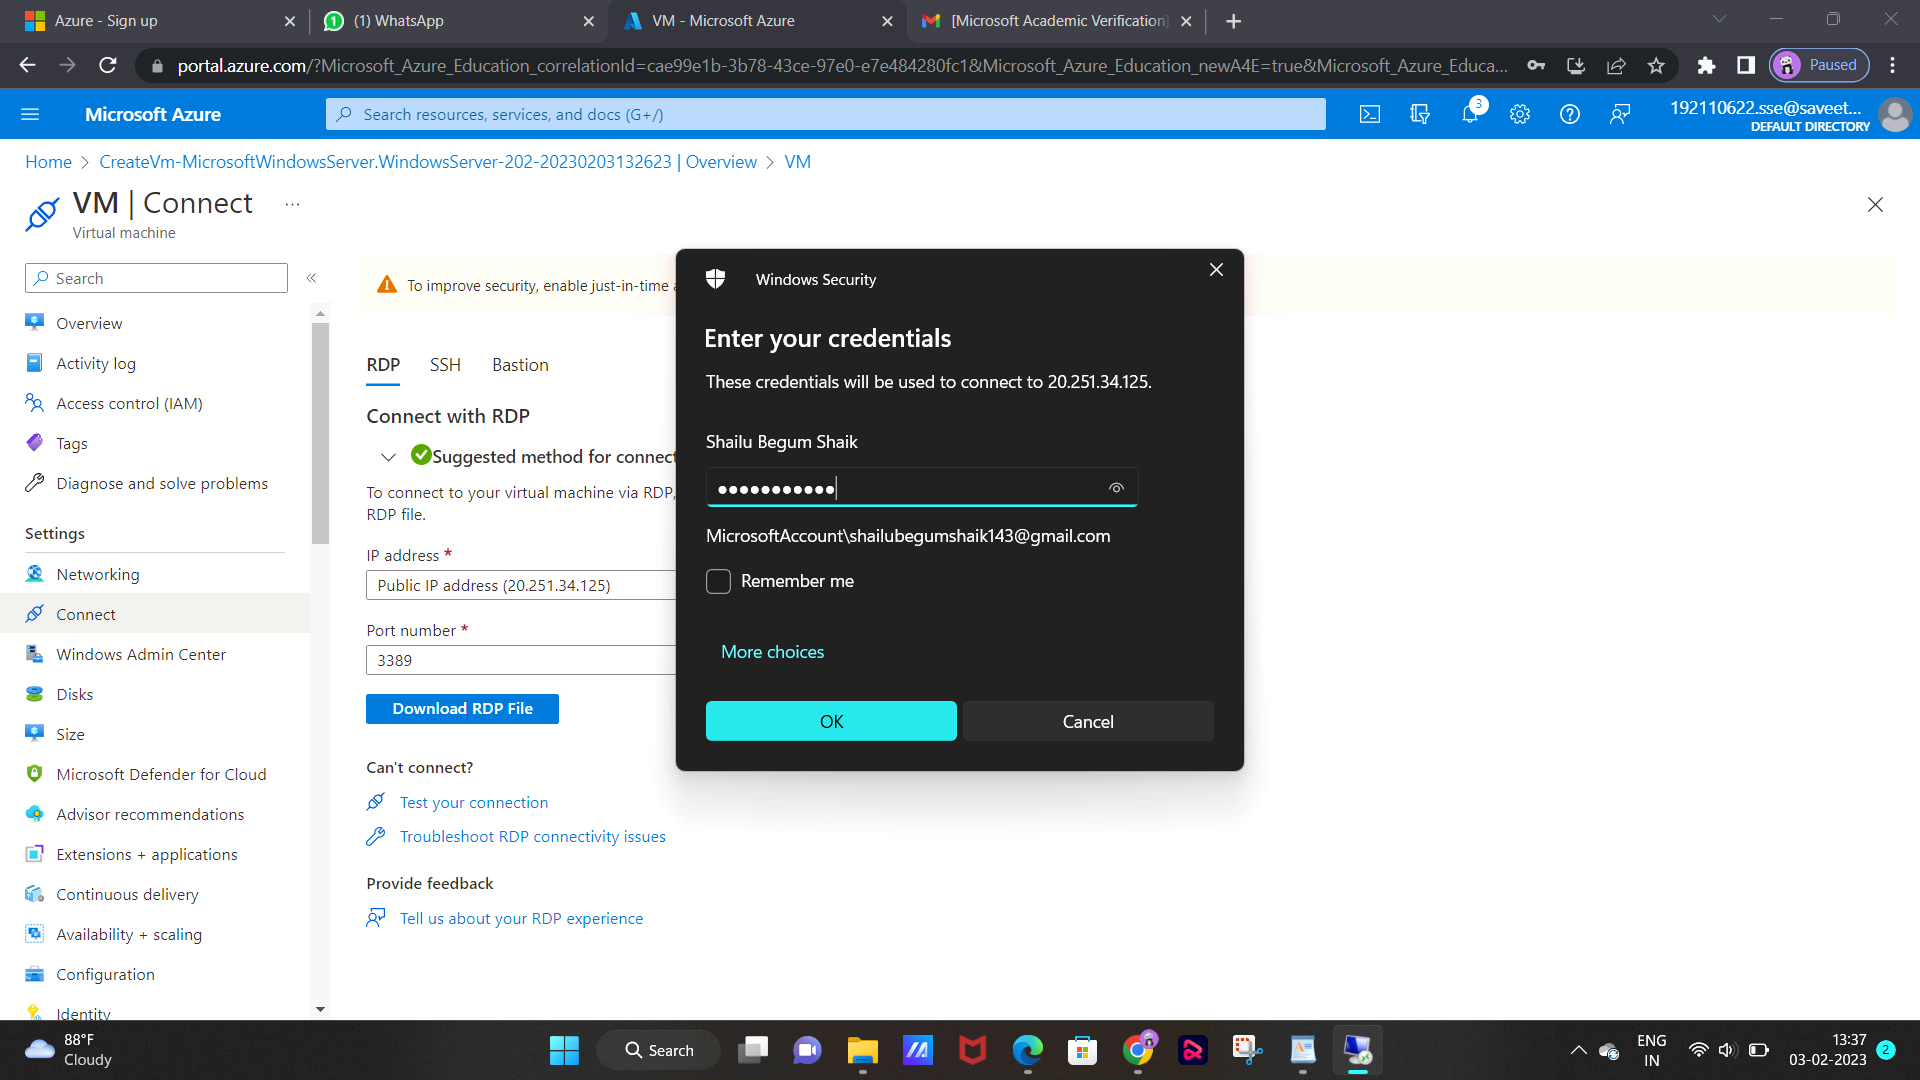 Azure - Sign up
(1) WhatsApp
VM - Microsoft Azure
[Microsoft Academic Verification]
portal.azure.com/?Microsoft_Azure_Education_correlationId=cae99e1b-3b78-43ce-97e0-e7e484280fc1&Microsoft_Azure_Education_newA4E=true&Microsoft_Azure_Educa...
Paused
Microsoft Azure
Search resources, services, and docs (G+/)
3
192110622.sse@saveet...
DEFAULT DIRECTORY
Home > CreateVm-MicrosoftWindowsServer.WindowsServer-202-20230203132623 | Overview > VM
VM | Connect ...
Virtual machine
Search
Overview
Activity log
Access control (IAM)
Tags
Diagnose and solve problems
Settings
Networking
Connect
Windows Admin Center
Disks
Size
Microsoft Defender for Cloud
Advisor recommendations
Extensions + applications
Continuous delivery
Availability + scaling
Configuration
Identity
To improve security, enable just-in-time
RDP
SSH
Bastion
Connect with RDP
Suggested method for connect
To connect to your virtual machine via RDP,
RDP file.
IP address *
Public IP address (20.251.34.125)
Port number *
3389
Download RDP File
Can't connect?
Test your connection
Troubleshoot RDP connectivity issues
Provide feedback
Tell us about your RDP experience
Windows Security
Enter your credentials
These credentials will be used to connect to 20.251.34.125.
Shailu Begum Shaik
●●●●●●●●●●●
MicrosoftAccount\shailubegumshaik143@gmail.com
Remember me
More choices
OK
Cancel
88°F
Cloudy
Search
ENG
IN
13:37
03-02-2023
2